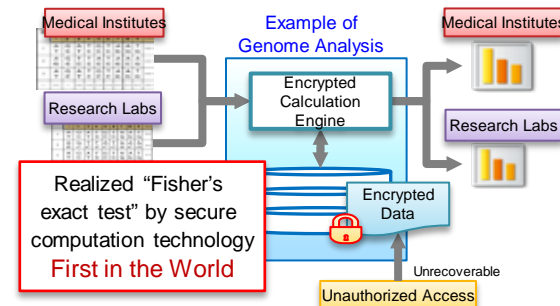 Medical Institutes
Research Labs
Example of
Genome Analysis
Encrypted
Calculation
Engine
Encrypted
Data
Medical Institutes
Research Labs
Realized “Fisher’s
exact test” by secure
computation technology
First in the World
Unrecoverable
Unauthorized Access